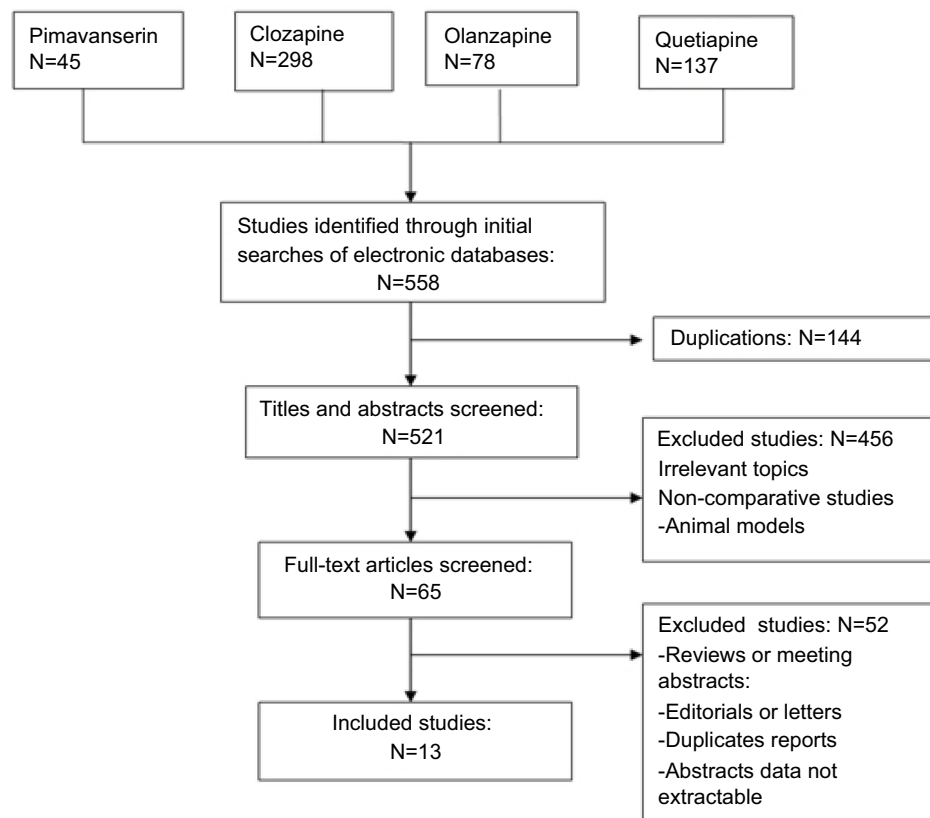 Pimavanserin
N=45
Clozapine
N=298
Olanzapine
N=78
Quetiapine
N=137
Studies identified through initial
searches of electronic databases:
N=558
Duplications: N=144
Titles and abstracts screened:
N=521
Excluded studies: N=456
Irrelevant topics
Non-comparative studies
-Animal models
Full-text articles screened:
N=65
Excluded studies: N=52
-Reviews or meeting
abstracts:
-Editorials or letters
-Duplicates reports
-Abstracts data not
extractable
Included studies:
N=13